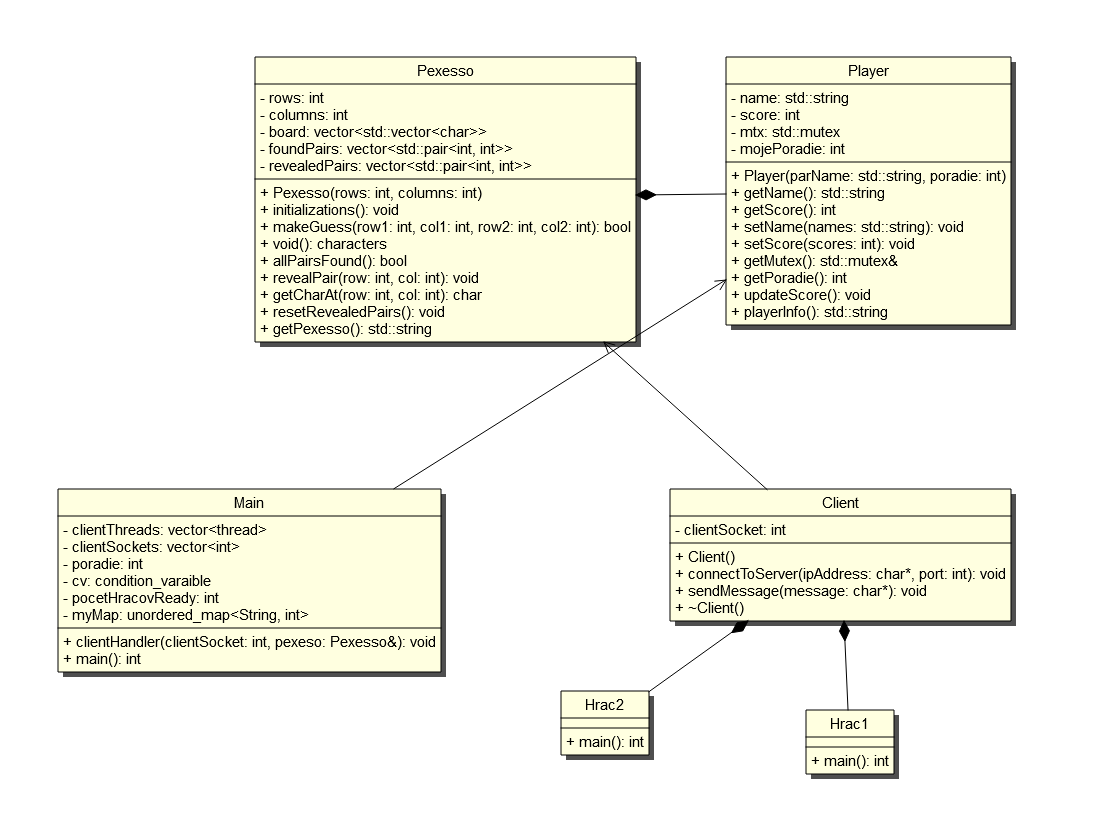 Pexesso
- rows: int
- columns: int
- board: vector<std::vector<char>>
- foundPairs: vector<std::pair<int, int>>
- revealedPairs: vector<std::pair<int, int>>
+ Pexesso(rows: int, columns: int)
+ initializations(): void
+ makeGuess(row1: int, col1: int, row2: int, col2: int): bool
+ void(): characters
+ allPairsFound(): bool
+ revealPair(row: int, col: int): void
+ getCharAt(row: int, col: int): char
+ resetRevealedPairs(): void
+ getPexesso(): std::string
Player
- name: std::string
- score: int
- mtx: std::mutex
- mojePoradie: int
+ Player(parName: std::string, poradie: int)
+ getName(): std::string
+ getScore(): int
+ setName(names: std::string): void
+ setScore(scores: int): void
+ getMutex(): std::mutex&
+ getPoradie(): int
+ updateScore(): void
+ playerInfo(): std::string
Main
- clientThreads: vector<thread>
- clientSockets: vector<int>
- poradie: int
- cv: condition_varaible
- pocetHracovReady: int
- myMap: unordered_map<String, int>
+ clientHandler(clientSocket: int, pexeso: Pexesso&): void
+ main(): int
Client
- clientSocket: int
+ Client()
+ connectToServer(ipAddress: char*, port: int): void
+ sendMessage(message: char*): void
+ ~Client()
Hrac2
+ main(): int
Hrac1
+ main(): int